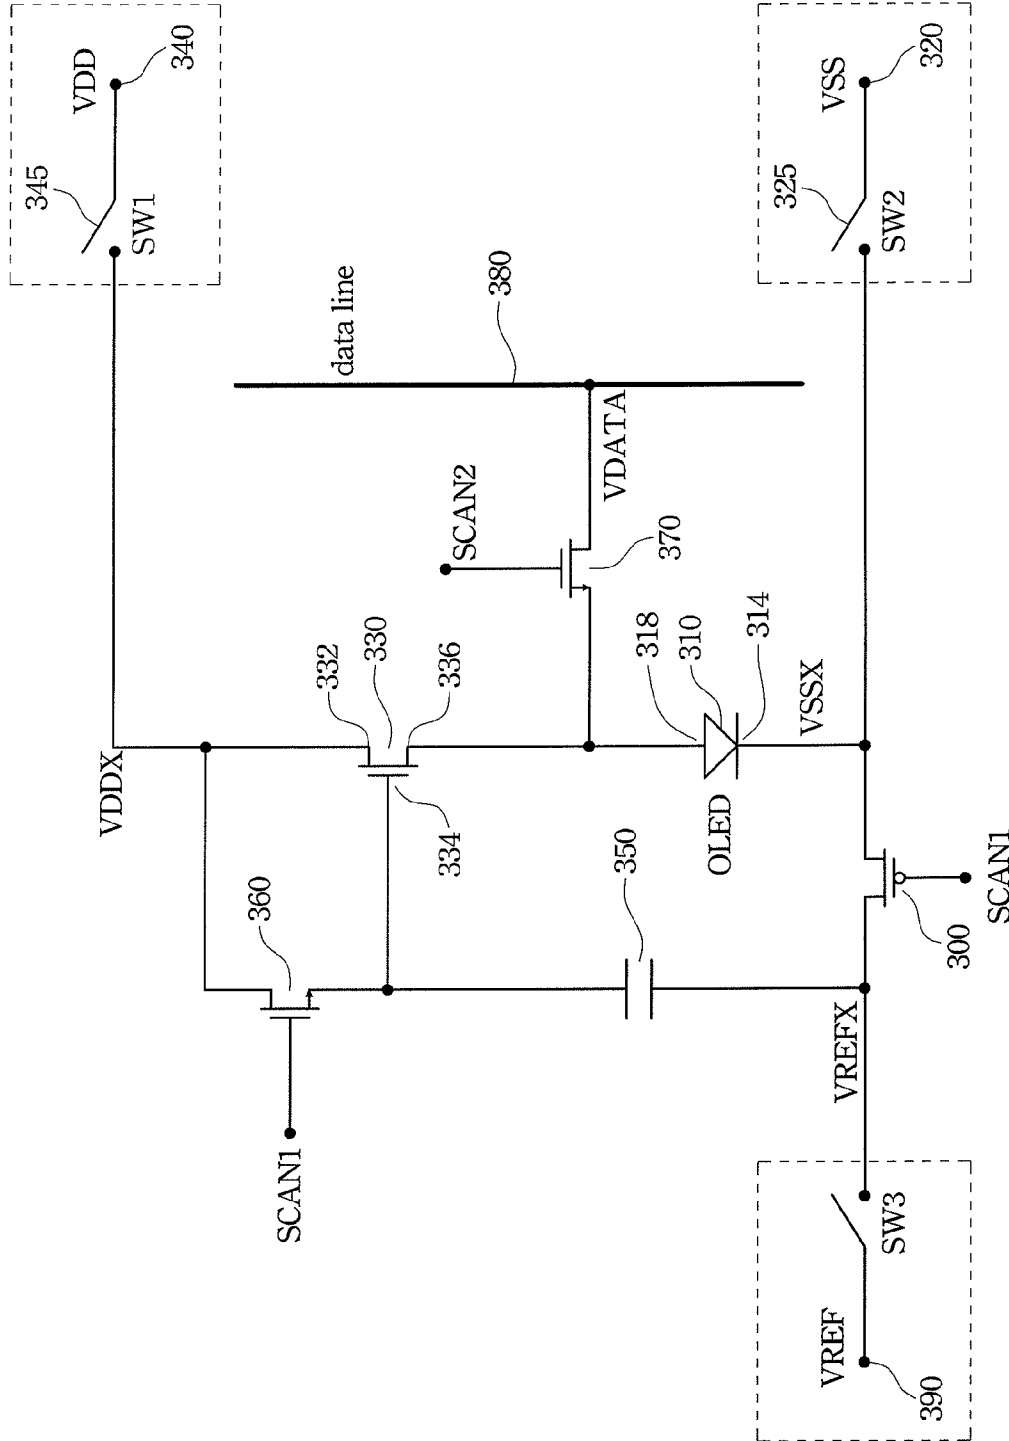 VDD
340
345
SW1
VSS
320
325
SW2
data line
380
VDATA
SCAN2
370
332
330
336
334
318
310
314
VDDX
VSSX
OLED
350
360
SCAN1
300
SCAN1
VREFX
SW3
VREF
390